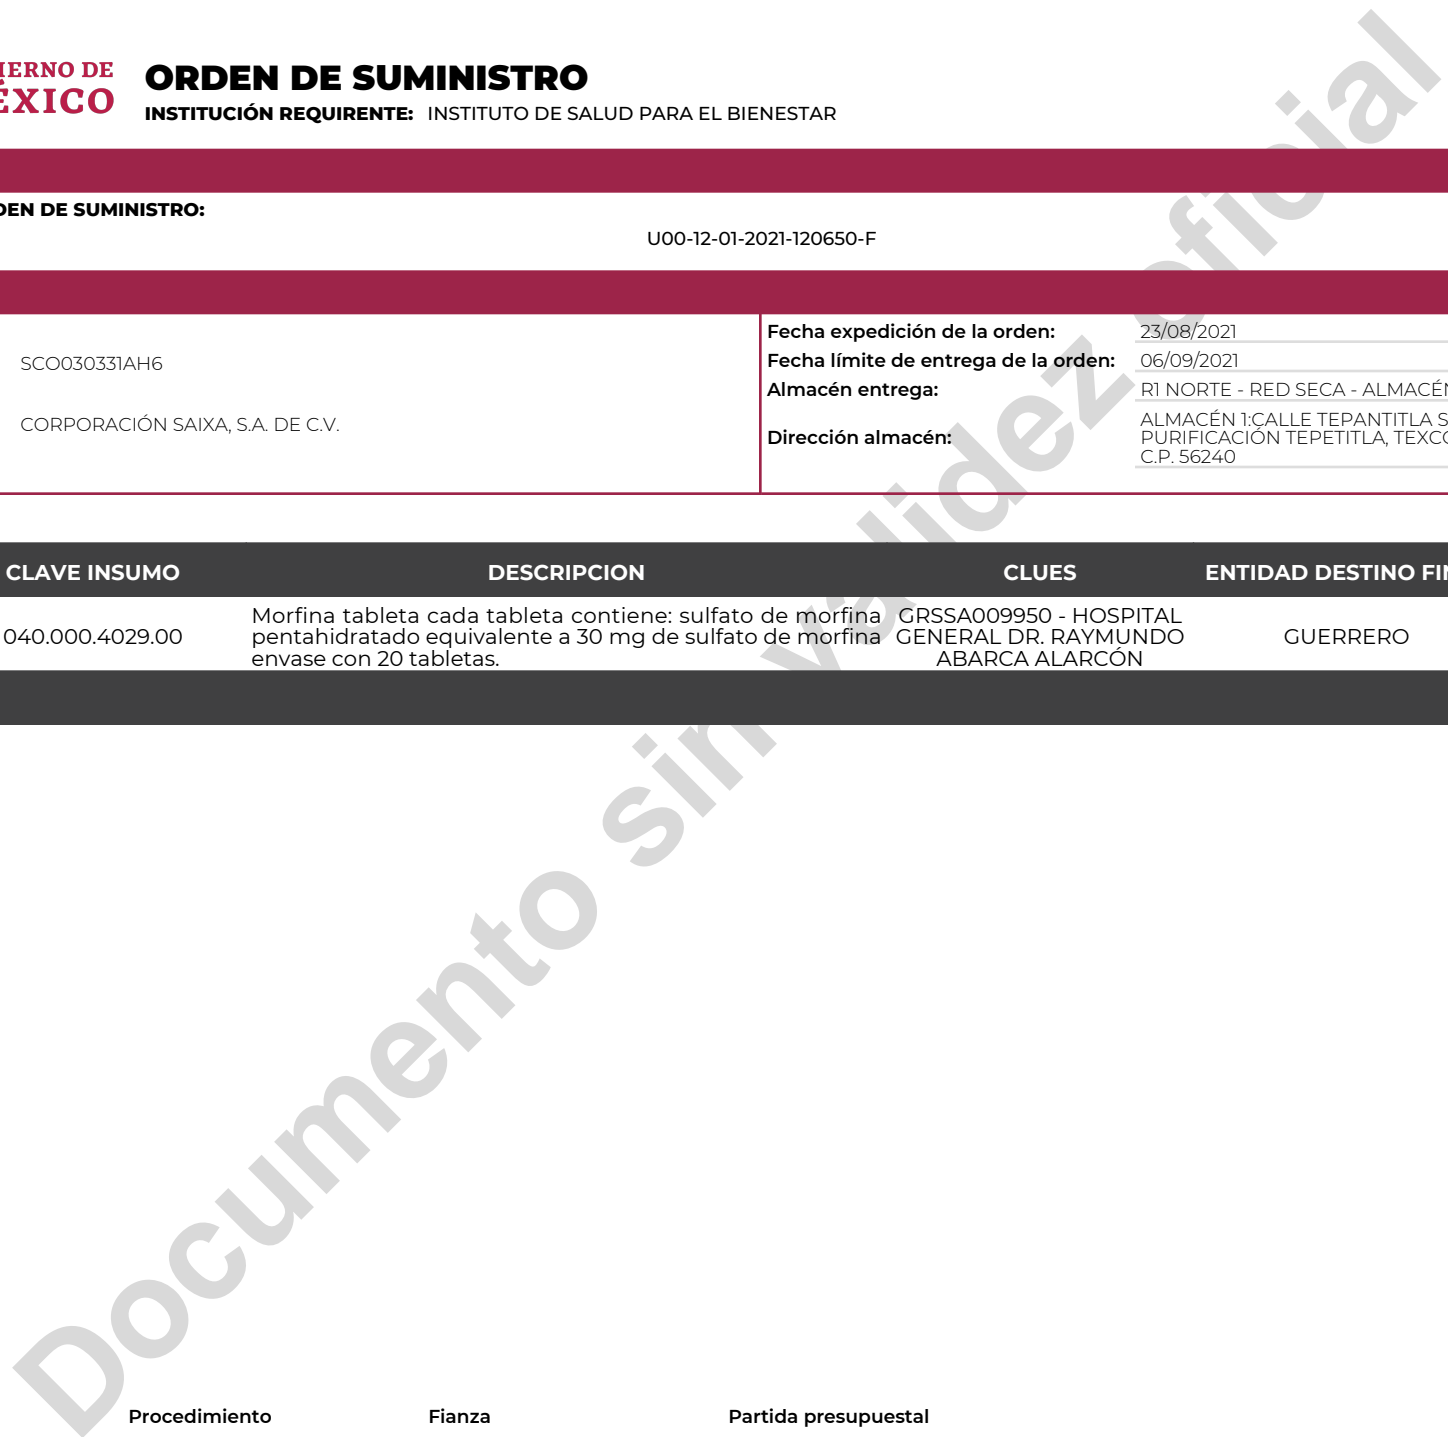 IERNO DE
ÉXICO
ORDEN DE SUMINISTRO
INSTITUCIÓN REQUIRENTE: INSTITUTO DE SALUD PARA EL BIENESTAR
DEN DE SUMINISTRO:
U00-12-01-2021-120650-F
SCO030331AH6
CORPORACIÓN SAIXA, S.A. DE C.V.
Fecha expedición de la orden: 23/08/2021
Fecha límite de entrega de la orden: 06/09/2021
Almacén entrega: R1 NORTE - RED SECA - ALMACÉN
Dirección almacén:
ALMACÉN 1:CALLE TEPANTITLA S
PURIFICACIÓN TEPETITLA, TEXCO
C.P. 56240
CLAVE INSUMO DESCRIPCION CLUES ENTIDAD DESTINO FIN
040.000.4029.00
Morfina tableta cada tableta contiene: sulfato de morfina
pentahidratado equivalente a 30 mg de sulfato de morfina
envase con 20 tabletas.
GRSSA009950 - HOSPITAL
GENERAL DR. RAYMUNDO
ABARCA ALARCÓN
GUERRERO
Documento sin validez oficial
Procedimiento Fianza Partida presupuestal